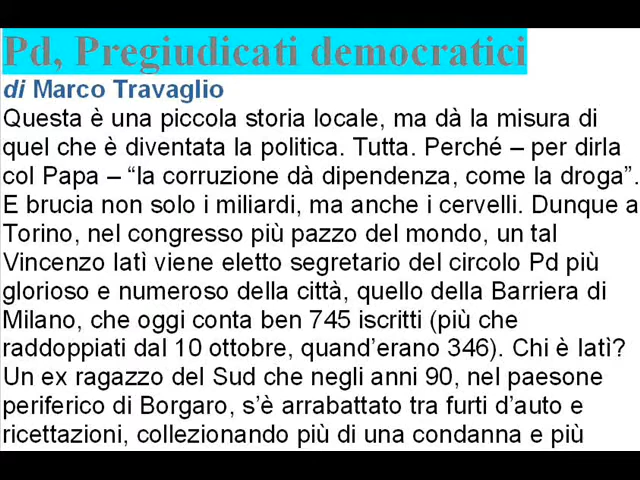 Pd, Pregiudicati democratici
di Marco Travaglio
Questa è una piccola storia locale, ma dà la misura di
quel che è diventata la politica. Tutta. Perché – per dirla
col Papa – “la corruzione dà dipendenza, come la droga”.
E brucia non solo i miliardi, ma anche i cervelli. Dunque a
Torino, nel congresso più pazzo del mondo, un tal
Vincenzo Iatì viene eletto segretario del circolo Pd più
glorioso e numeroso della città, quello della Barriera di
Milano, che oggi conta ben 745 iscritti (più che
raddoppiati dal 10 ottobre, quand’erano 346). Chi è Iatì?
Un ex ragazzo del Sud che negli anni 90, nel paesone
periferico di Borgaro, s’è arrabattato tra furti d’auto e
ricettazioni, collezionando più di una condanna e più